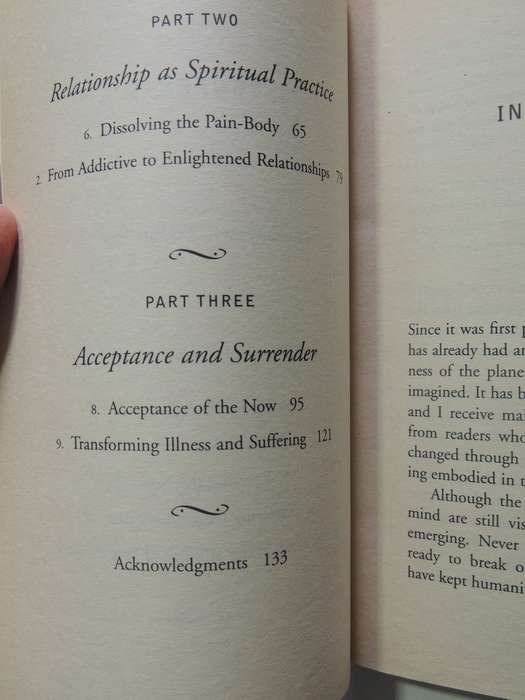 PART TWO
Relationship as Spiritual Practice
6. Dissolving the Pain-Body 65
2. From Addictive to Enlightened Relationships 79
PART THREE
Acceptance and Surrender
8. Acceptance of the Now 95
9. Transforming Illness and Suffering 121
Acknowledgments 133
IN
Since it was first p
has already had an
ness of the plane
imagined. It has b
and I receive mai
from readers who
changed through
ing embodied in t
Although the
mind are still vis
emerging. Never
ready to break o
have kept humani